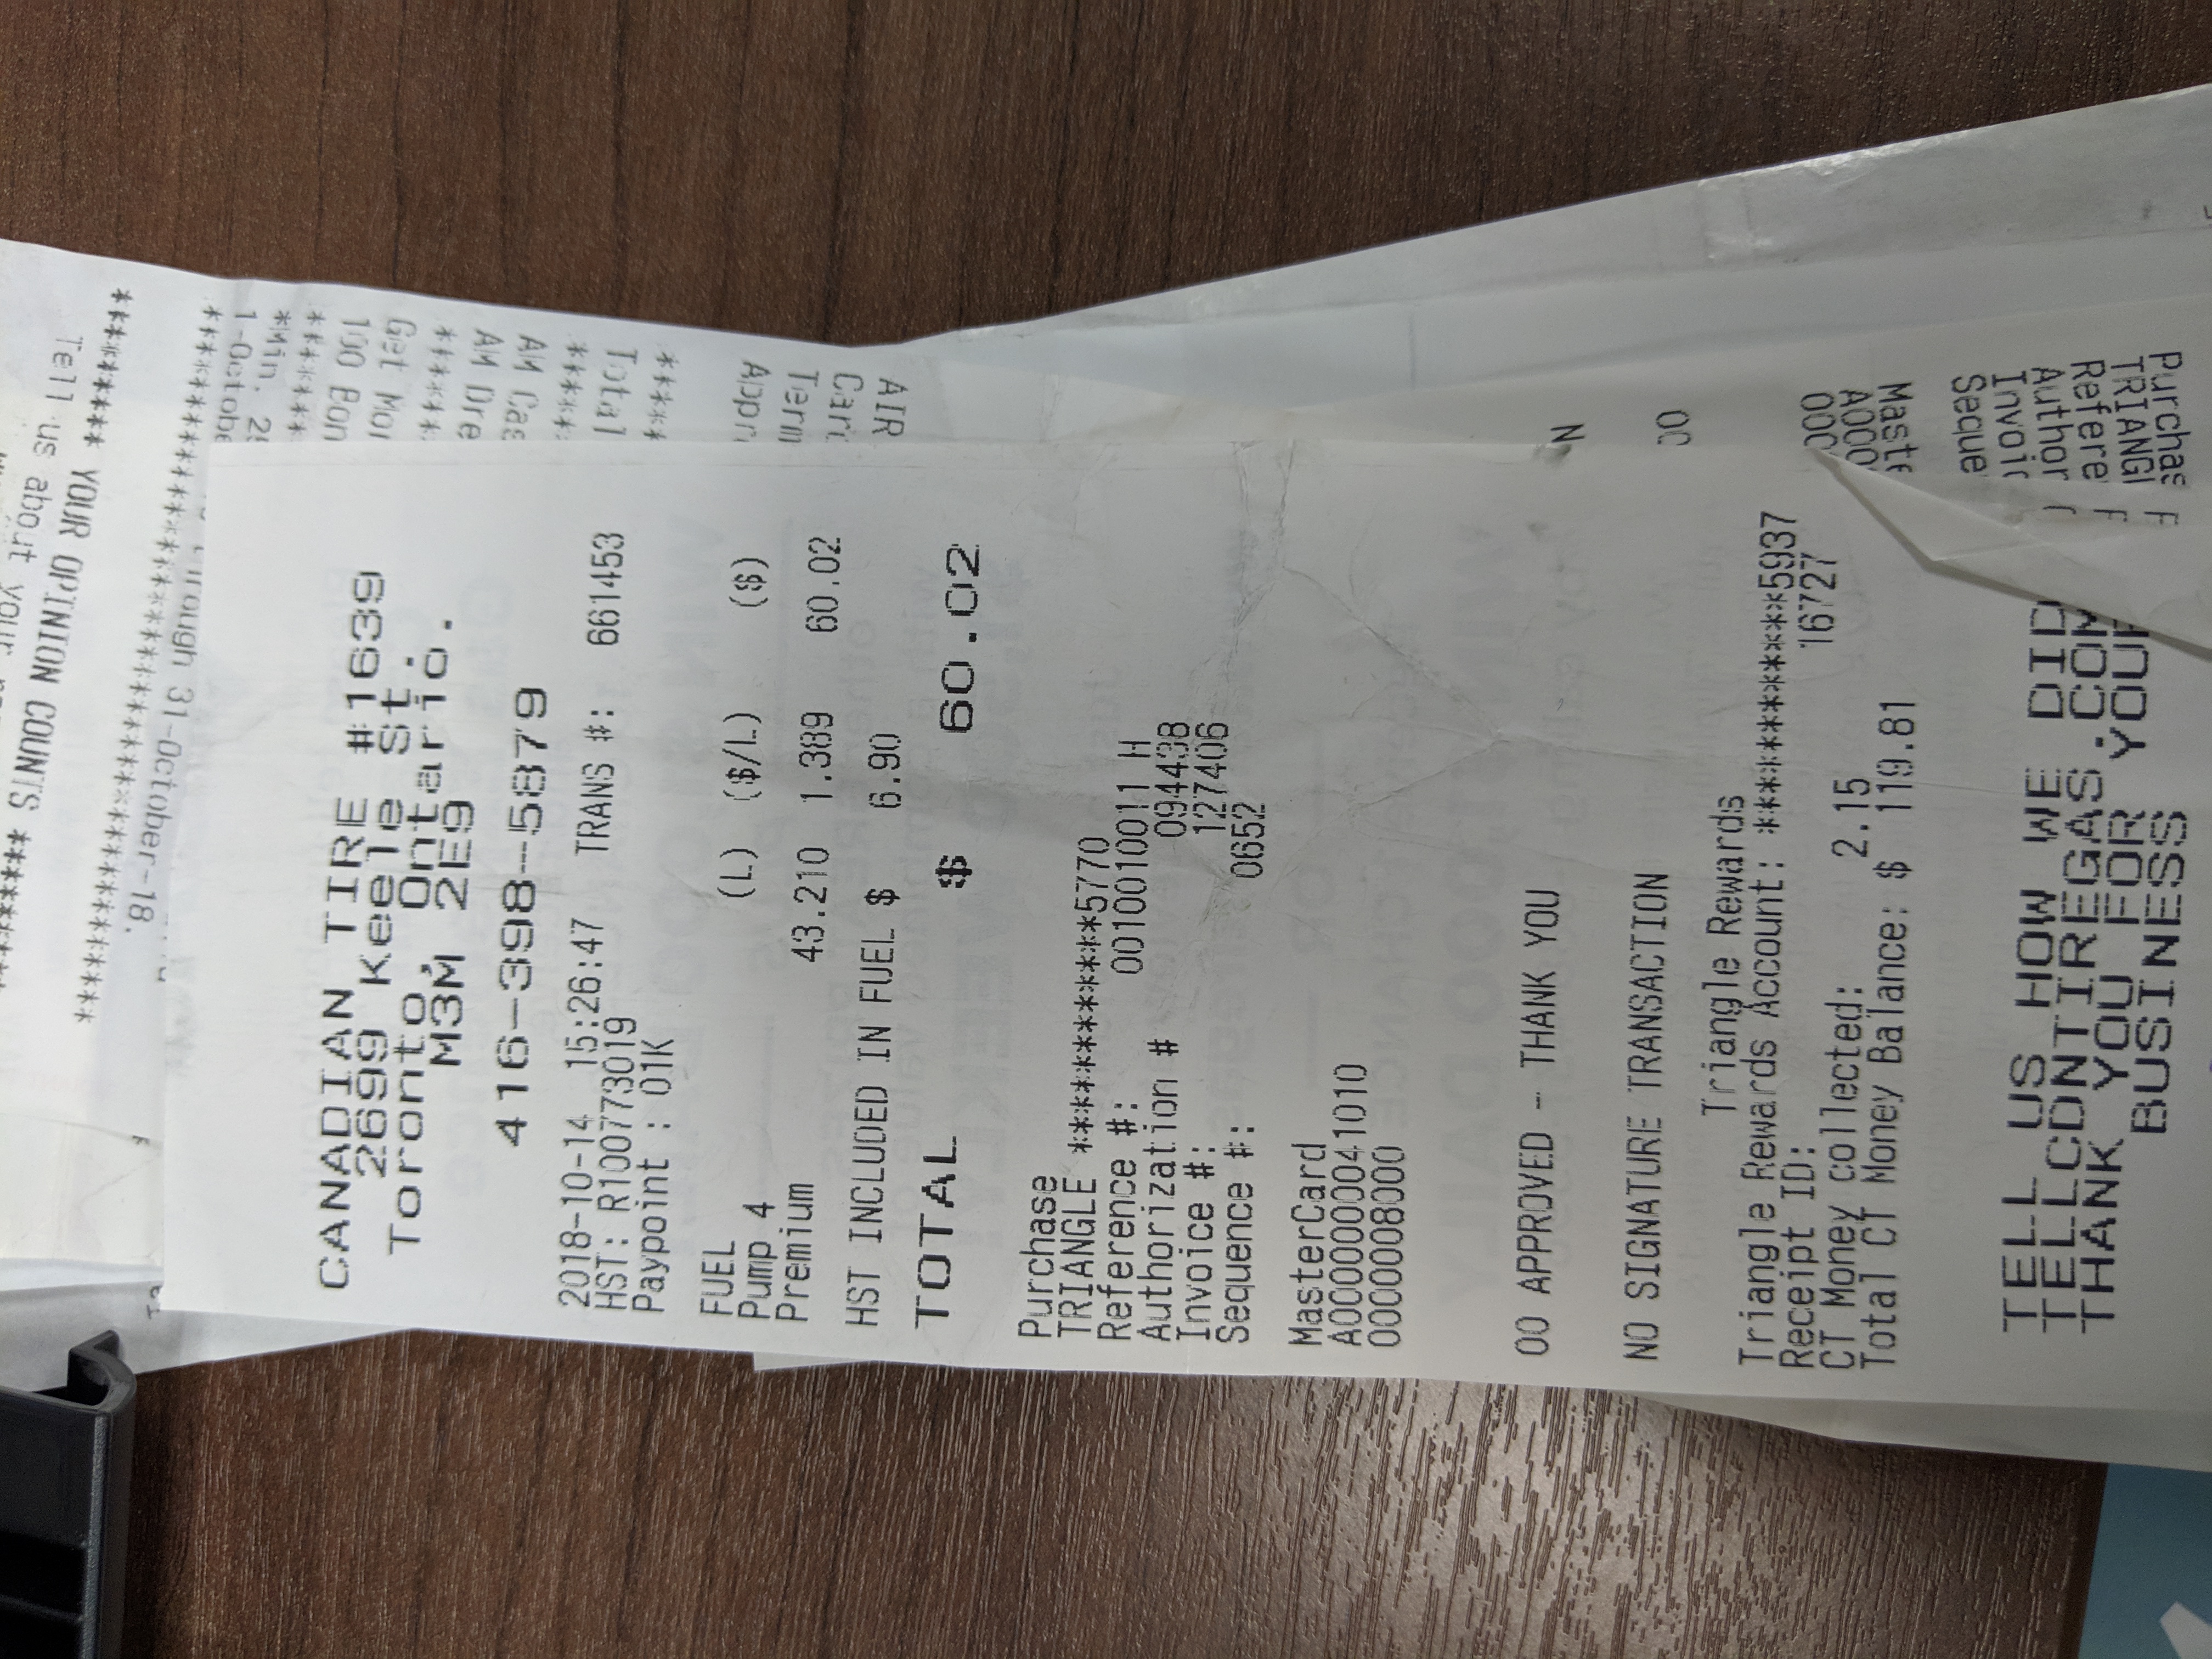 CANADIAN TIRE #1639
2699 Keele St.
Toronto, Ontario.
M3M 2E9
416-398-5879
2018-10-14 15:26:47 TRANS #: 661453
HST: R100773019
Paypoint : 01K
FUEL (L) ($/L) ($)
Pump 4
Premium 43.210 1.389 60.02
HST INCLUDED IN FUEL $ 6.90
TOTAL $ 60.02
Purchase
TRIANGLE ************5770
Reference #: 0010010011 H
Authorization # 094438
Invoice #: 127406
Sequence #: 0652
MasterCard
A0000000041010
0000008000
00 APPROVED - THANK YOU
NO SIGNATURE TRANSACTION
Triangle Rewards
Triangle Rewards Account: ************5937
Receipt ID: 16727
CT Money collected: 2.15
Total CT Money Balance: $ 119.81
TELL US HOW WE DID
TELLCDNTIREGAS.COM
THANK YOU FOR YOUR
BUSINESS
******** YOUR OPINION COUNTS
Tell us about your
through 31-October-18.
1-Octobe
*Min. 2
100 Bon
Get Mor
AM Dre
AM Cas
Total
Appr
Term
Card
AIR
N
00
000
A000
Maste
Seque
Invoic
Author
Refere
TRIANGL
Purchas